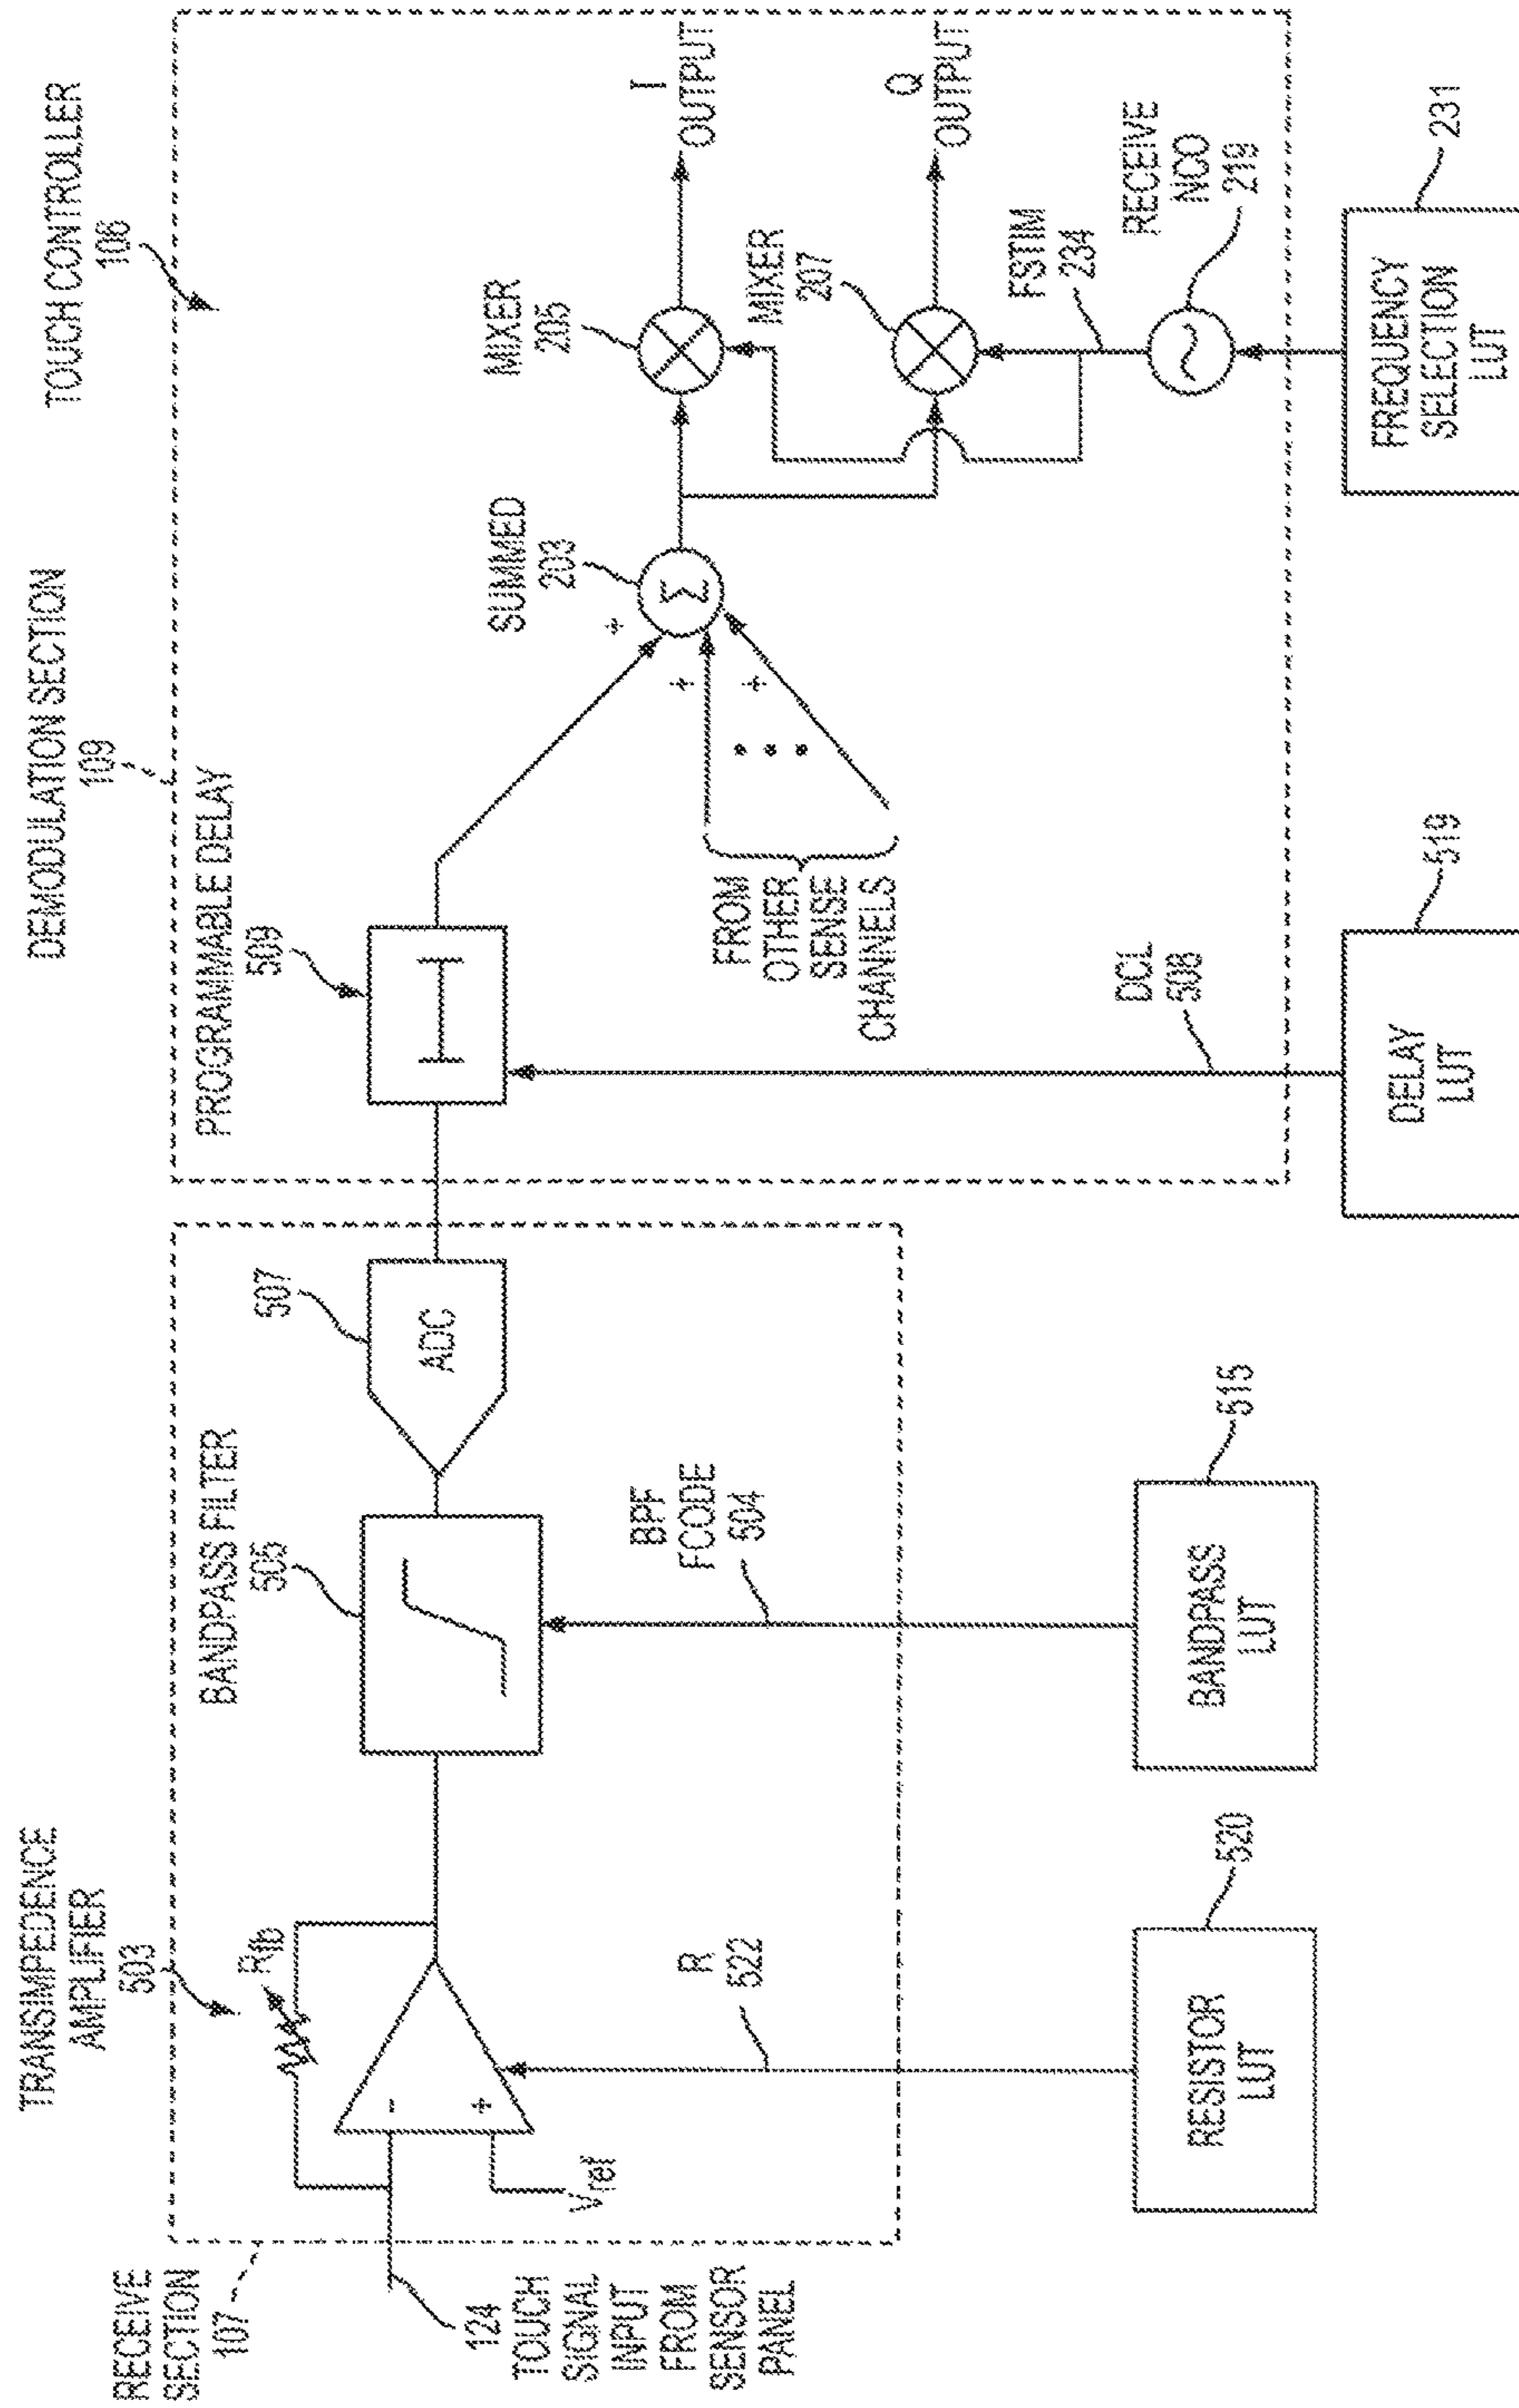 TOUCH CONTROLLER
106
DEMODULATION SECTION
109
TRANSIMPEDENCE
AMPLIFIER
503
RECEIVE
SECTION
107
Rfb
-
+
Vref
124
TOUCH
SIGNAL
INPUT
FROM
SENSOR
PANEL
R
522
RESISTOR
LUT
520
BANDPASS FILTER
505
BPF
FCODE
504
BANDPASS
LUT
515
507
ADC
PROGRAMMABLE DELAY
509
DCL
508
DELAY
LUT
519
FROM
OTHER
SENSE
CHANNELS
+
+
+
SUMMED
203
Σ
MIXER
205
MIXER
207
I
OUTPUT
Q
OUTPUT
FSTIM
234
RECEIVE
NCO
219
FREQUENCY
SELECTION
LUT
231